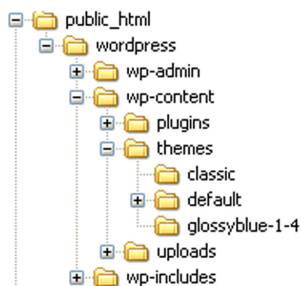 public_html
wordpress
wp-admin
wp-content
plugins
themes
classic
default
glossyblue-1-4
uploads
wp-includes